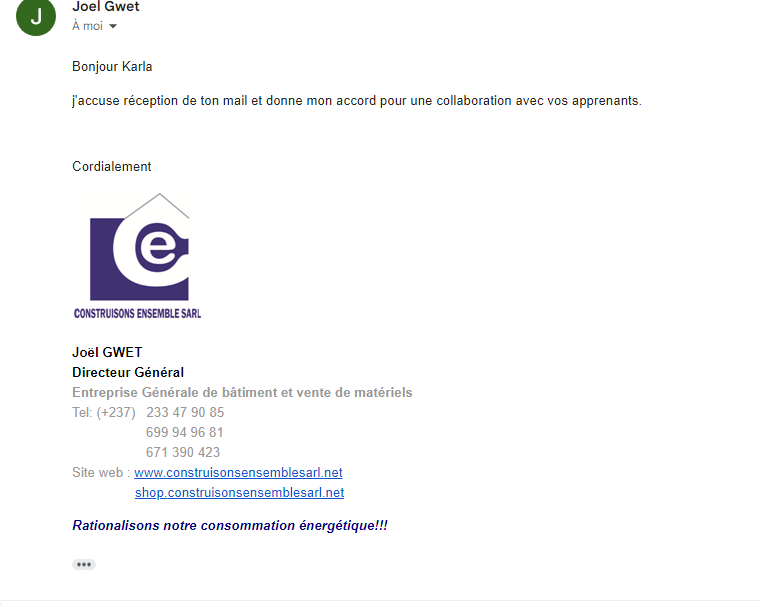 J
Joel Gwet
À moi
Bonjour Karla
j'accuse réception de ton mail et donne mon accord pour une collaboration avec vos apprenants.
Cordialement
ce
CONSTRUISONS ENSEMBLE SARL
Joël GWET
Directeur Général
Entreprise Générale de bâtiment et vente de matériels
Tel: (+237) 233 47 90 85
699 94 96 81
671 390 423
Site web : www.construisonsensemblesarl.net
shop.construisonsensemblesarl.net
Rationalisons notre consommation énergétique!!!